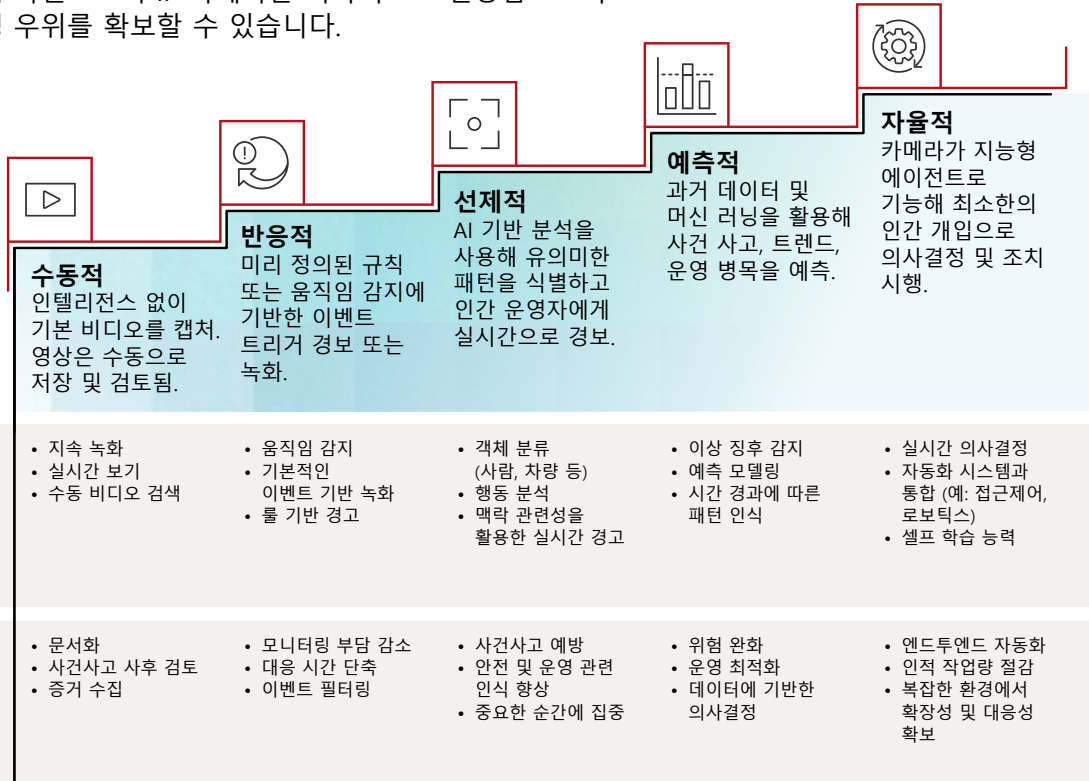 우위를 확보할 수 있습니다.
수동적
인텔리전스 없이
기본 비디오를 캡처.
영상은 수동으로
저장 및 검토됨.
반응적
미리 정의된 규칙
또는 움직임 감지에
기반한 이벤트
트리거 경보 또는
녹화.
선제적
AI 기반 분석을
사용해 유의미한
패턴을 식별하고
인간 운영자에게
실시간으로 경보.
예측적
과거 데이터 및
머신 러닝을 활용해
사건 사고, 트렌드,
운영 병목을 예측.
자율적
카메라가 지능형
에이전트로
기능해 최소한의
인간 개입으로
의사결정 및 조치
시행.
• 지속 녹화
• 실시간 보기
• 수동 비디오 검색
• 움직임 감지
• 기본적인
이벤트 기반 녹화
• 룰 기반 경고
• 객체 분류
(사람, 차량 등)
• 행동 분석
• 맥락 관련성을
활용한 실시간 경고
• 이상 징후 감지
• 예측 모델링
• 시간 경과에 따른
패턴 인식
• 실시간 의사결정
• 자동화 시스템과
통합 (예: 접근제어,
로보틱스)
• 셀프 학습 능력
• 문서화
• 사건사고 사후 검토
• 증거 수집
• 모니터링 부담 감소
• 대응 시간 단축
• 이벤트 필터링
• 사건사고 예방
• 안전 및 운영 관련
인식 향상
• 중요한 순간에 집중
• 위험 완화
• 운영 최적화
• 데이터에 기반한
의사결정
• 엔드투엔드 자동화
• 인적 작업량 절감
• 복잡한 환경에서
확장성 및 대응성
확보